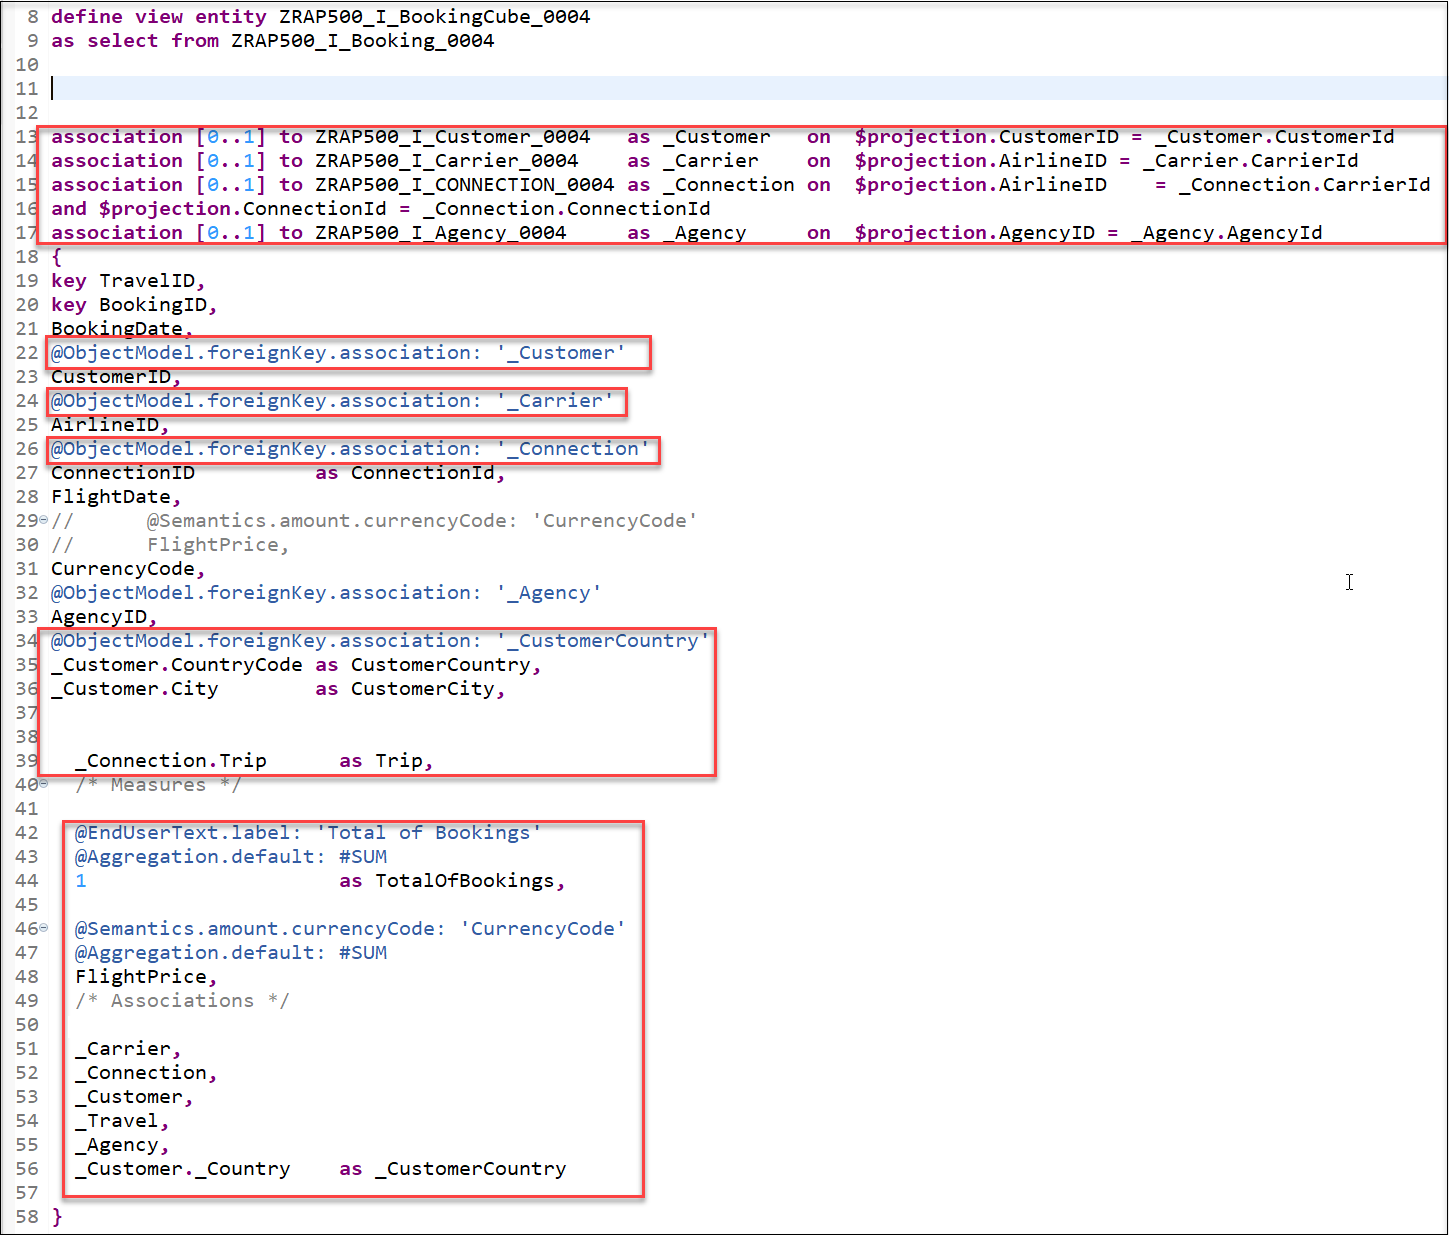 8 define view entity ZRAP500_I_BookingCube_0004
9 as select from ZRAP500_I_Booking_0004
10
11
12
13 association [0..1] to ZRAP500_I_Customer_0004   as _Customer   on  $projection.CustomerID = _Customer.CustomerId
14 association [0..1] to ZRAP500_I_Carrier_0004    as _Carrier    on  $projection.AirlineID = _Carrier.CarrierId
15 association [0..1] to ZRAP500_I_CONNECTION_0004 as _Connection on  $projection.AirlineID    = _Connection.CarrierId
16 and $projection.ConnectionId = _Connection.ConnectionId
17 association [0..1] to ZRAP500_I_Agency_0004     as _Agency     on  $projection.AgencyID = _Agency.AgencyId
18 {
19 key TravelID,
20 key BookingID,
21 BookingDate,
22 @ObjectModel.foreignKey.association: '_Customer'
23 CustomerID,
24 @ObjectModel.foreignKey.association: '_Carrier'
25 AirlineID,
26 @ObjectModel.foreignKey.association: '_Connection'
27 ConnectionID          as ConnectionId,
28 FlightDate,
29 //      @Semantics.amount.currencyCode: 'CurrencyCode'
30 //      FlightPrice,
31 CurrencyCode,
32 @ObjectModel.foreignKey.association: '_Agency'
33 AgencyID,
34 @ObjectModel.foreignKey.association: '_CustomerCountry'
35 _Customer.CountryCode as CustomerCountry,
36 _Customer.City        as CustomerCity,
37
38
39   _Connection.Trip      as Trip,
40   /* Measures */
41
42   @EndUserText.label: 'Total of Bookings'
43   @Aggregation.default: #SUM
44   1                     as TotalOfBookings,
45
46   @Semantics.amount.currencyCode: 'CurrencyCode'
47   @Aggregation.default: #SUM
48   FlightPrice,
49   /* Associations */
50
51   _Carrier,
52   _Connection,
53   _Customer,
54   _Travel,
55   _Agency,
56   _Customer._Country    as _CustomerCountry
57
58 }